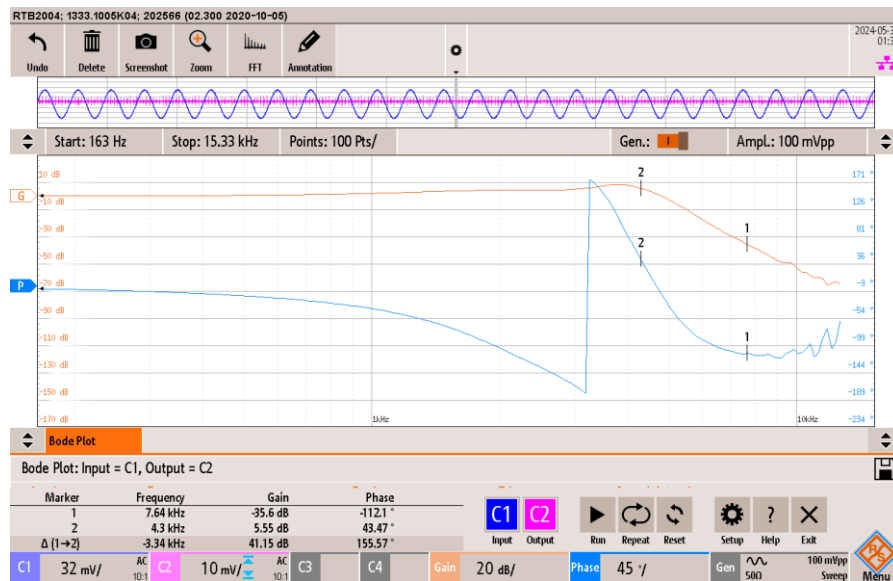 RTB2004; 1333.1005K04; 202566 (02.300 2020-10-05)
2024-05-3
01:3
Undo Delete Screenshot Zoom FFT Annotation
Start: 163 Hz Stop: 15.33 kHz Points: 100 Pts/ Gen.: I Ampl.: 100 mVpp
10 dB 171 °
G -10 dB 126 °
-30 dB 81 °
-50 dB 36 °
P -70 dB -9 °
-90 dB -54 °
-110 dB -99 °
-130 dB -144 °
-150 dB -189 °
-170 dB 1kHz 10kHz -234 °
2
1
2
1
Bode Plot
Bode Plot: Input = C1, Output = C2
Marker Frequency Gain Phase
1 7.64 kHz -35.6 dB -112.1 °
2 4.3 kHz 5.55 dB 43.47 °
Δ (1→2) -3.34 kHz 41.15 dB 155.57 °
C1 C2
Input Output Run Repeat Reset Setup Help Exit
?
C1 32 mV/ AC 10:1 C2 10 mV/ AC 10:1 C3 C4 Gain 20 dB/ Phase 45 °/ Gen 50Ω 100 mVpp Sweep Menu